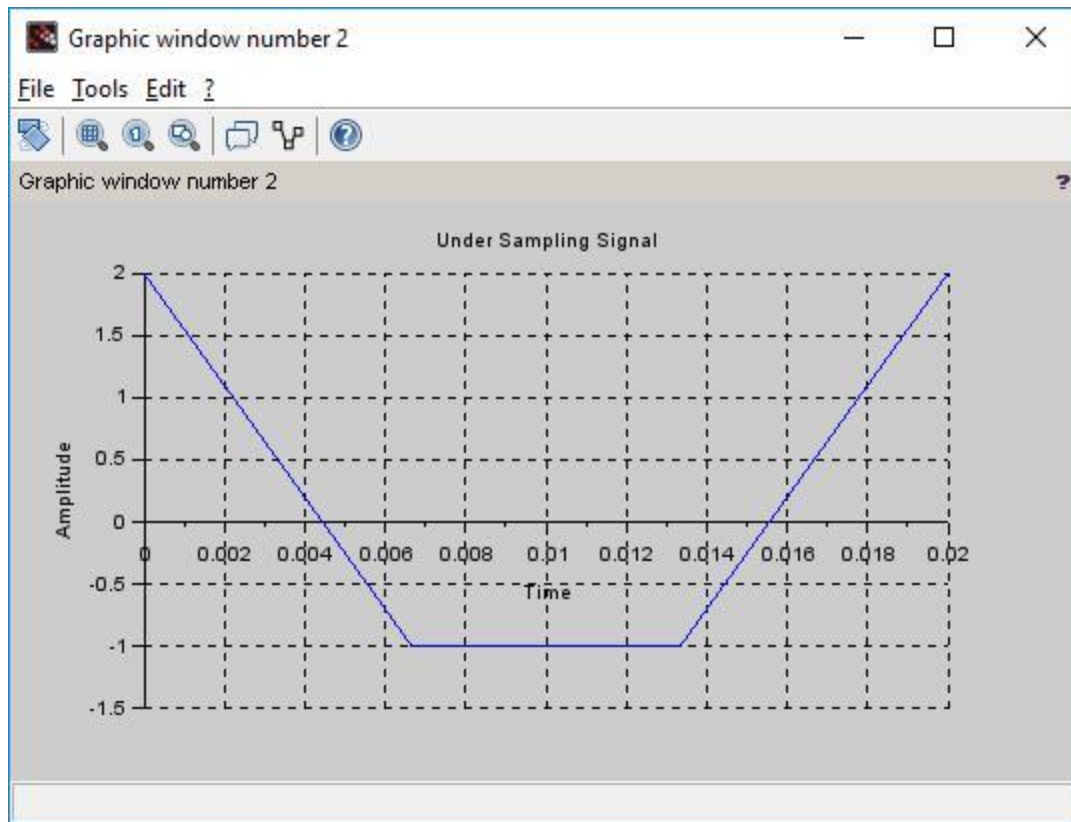 Graphic window number 2
File Tools Edit ?
Graphic window number 2 ?
Under Sampling Signal
2
1.5
1
0.5
0
-0.5
-1
-1.5
Amplitude
0 0.002 0.004 0.006 0.008 0.01 0.012 0.014 0.016 0.018 0.02
Time